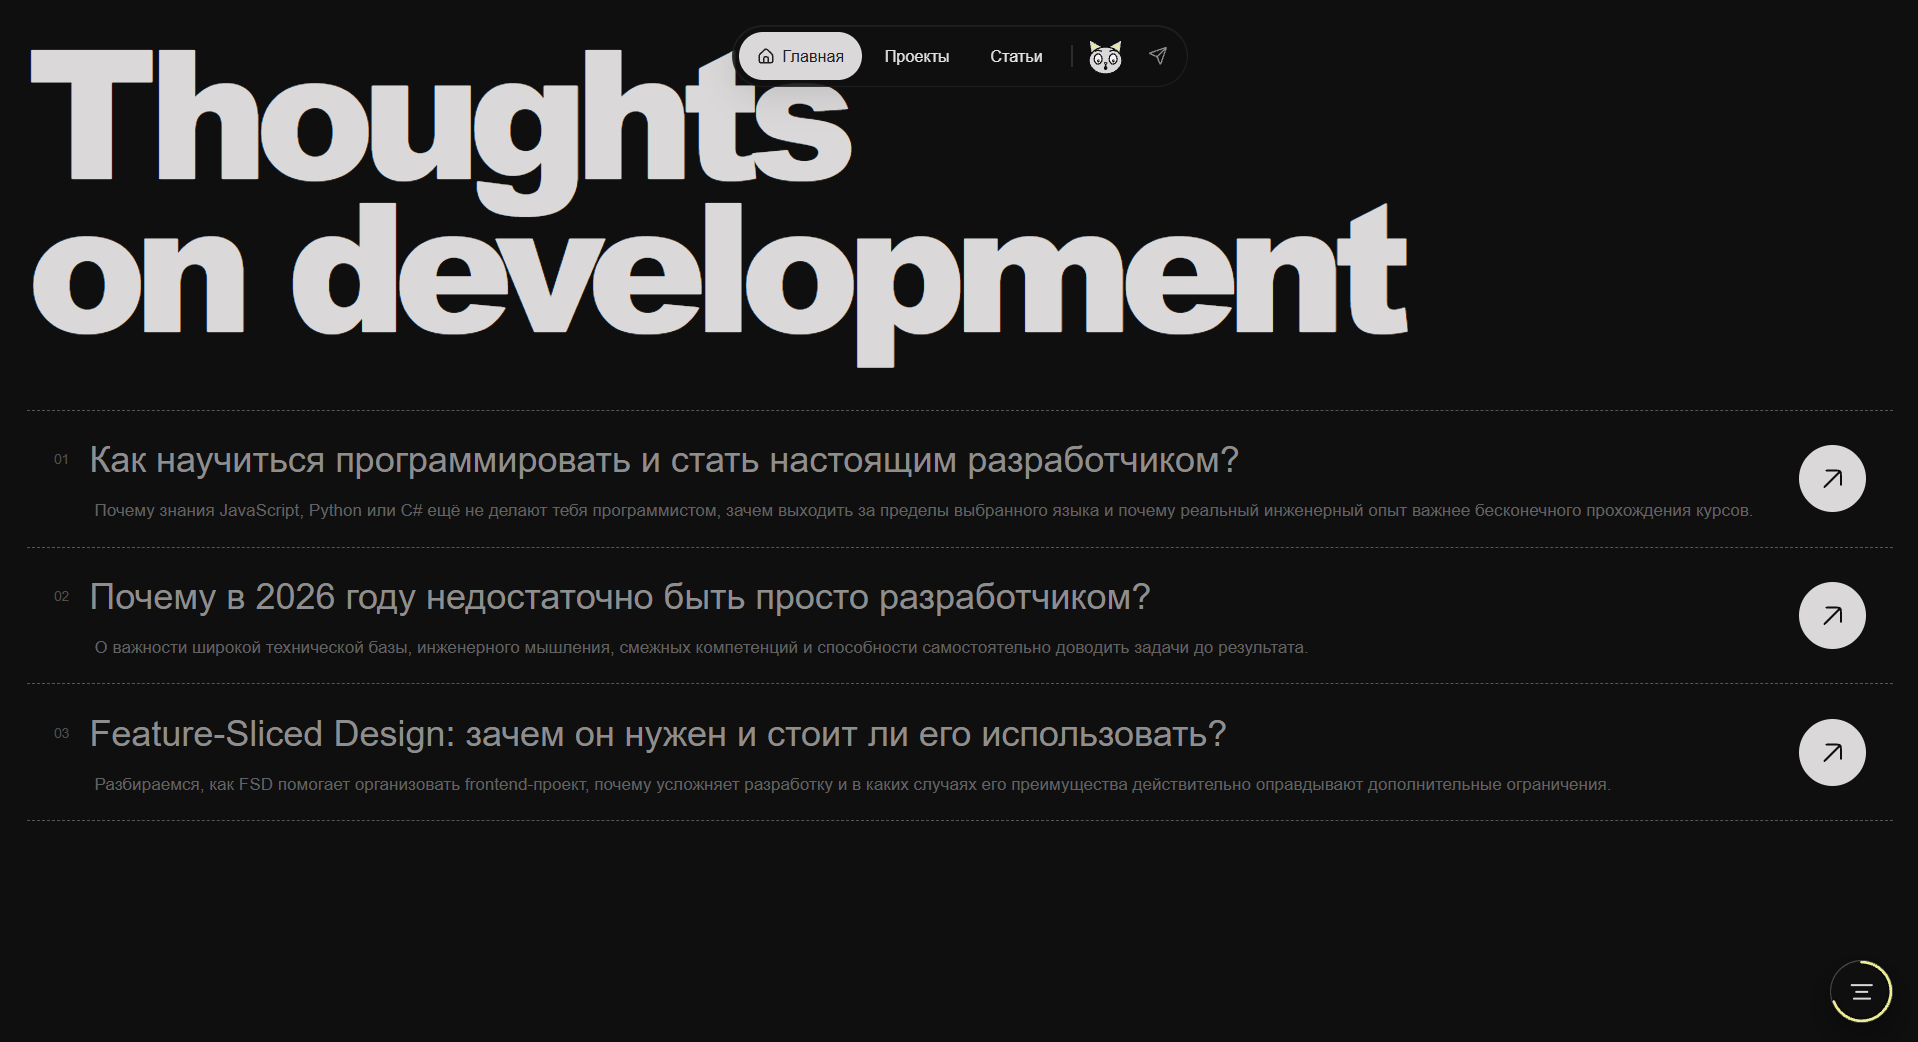 Главная Проекты Статьи
Thoughts
on development
01 Как научиться программировать и стать настоящим разработчиком?
Почему знания JavaScript, Python или C# ещё не делают тебя программистом, зачем выходить за пределы выбранного языка и почему реальный инженерный опыт важнее бесконечного прохождения курсов.
02 Почему в 2026 году недостаточно быть просто разработчиком?
О важности широкой технической базы, инженерного мышления, смежных компетенций и способности самостоятельно доводить задачи до результата.
03 Feature-Sliced Design: зачем он нужен и стоит ли его использовать?
Разбираемся, как FSD помогает организовать frontend-проект, почему усложняет разработку и в каких случаях его преимущества действительно оправдывают дополнительные ограничения.